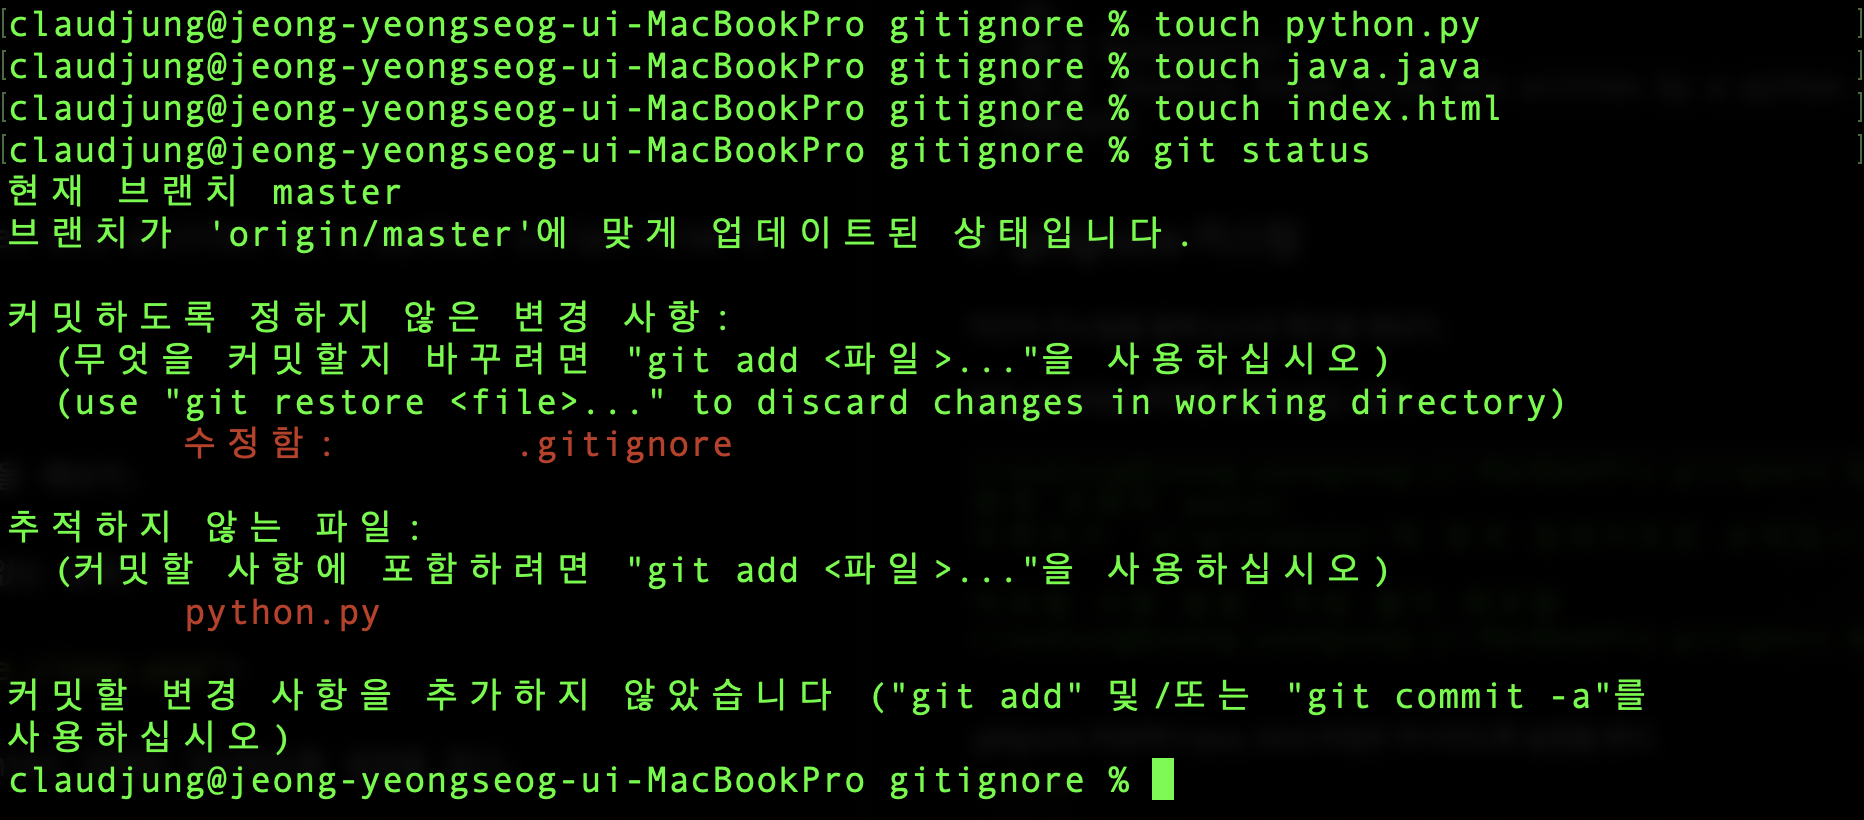 claudjung@jeong-yeongseog-ui-MacBookPro gitignore % touch python.py
claudjung@jeong-yeongseog-ui-MacBookPro gitignore % touch java.java
claudjung@jeong-yeongseog-ui-MacBookPro gitignore % touch index.html
claudjung@jeong-yeongseog-ui-MacBookPro gitignore % git status
현재 브랜치 master
브랜치가 'origin/master'에 맞게 업데이트된 상태입니다.

커밋하도록 정하지 않은 변경 사항:
  (무엇을 커밋할지 바꾸려면 "git add <파일>..."을 사용하십시오)
  (use "git restore <file>..." to discard changes in working directory)
	수정함:        .gitignore

추적하지 않는 파일:
  (커밋할 사항에 포함하려면 "git add <파일>..."을 사용하십시오)
	python.py

커밋할 변경 사항을 추가하지 않았습니다 ("git add" 및/또는 "git commit -a"를
사용하십시오)
claudjung@jeong-yeongseog-ui-MacBookPro gitignore %